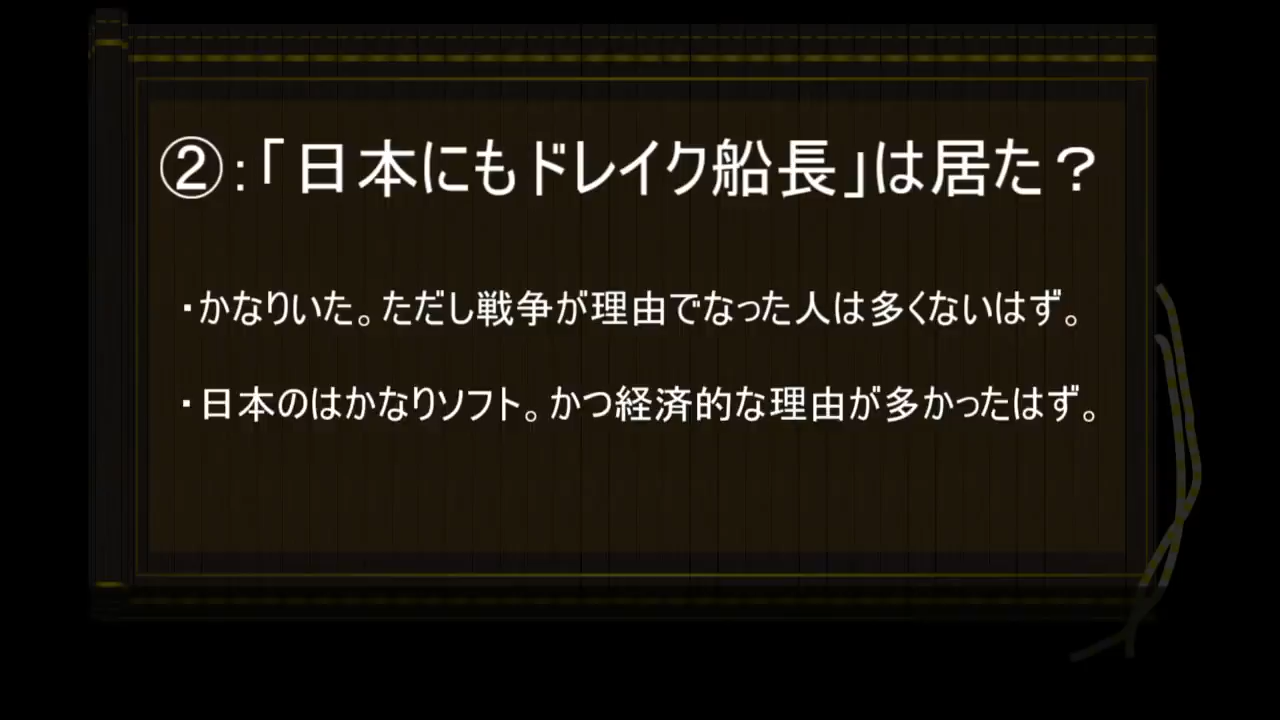 ②:「日本にもドレイク船長」は居た？
・かなりいた。ただし戦争が理由でなった人は多くないはず。
・日本のはかなりソフト。かつ経済的な理由が多かったはず。